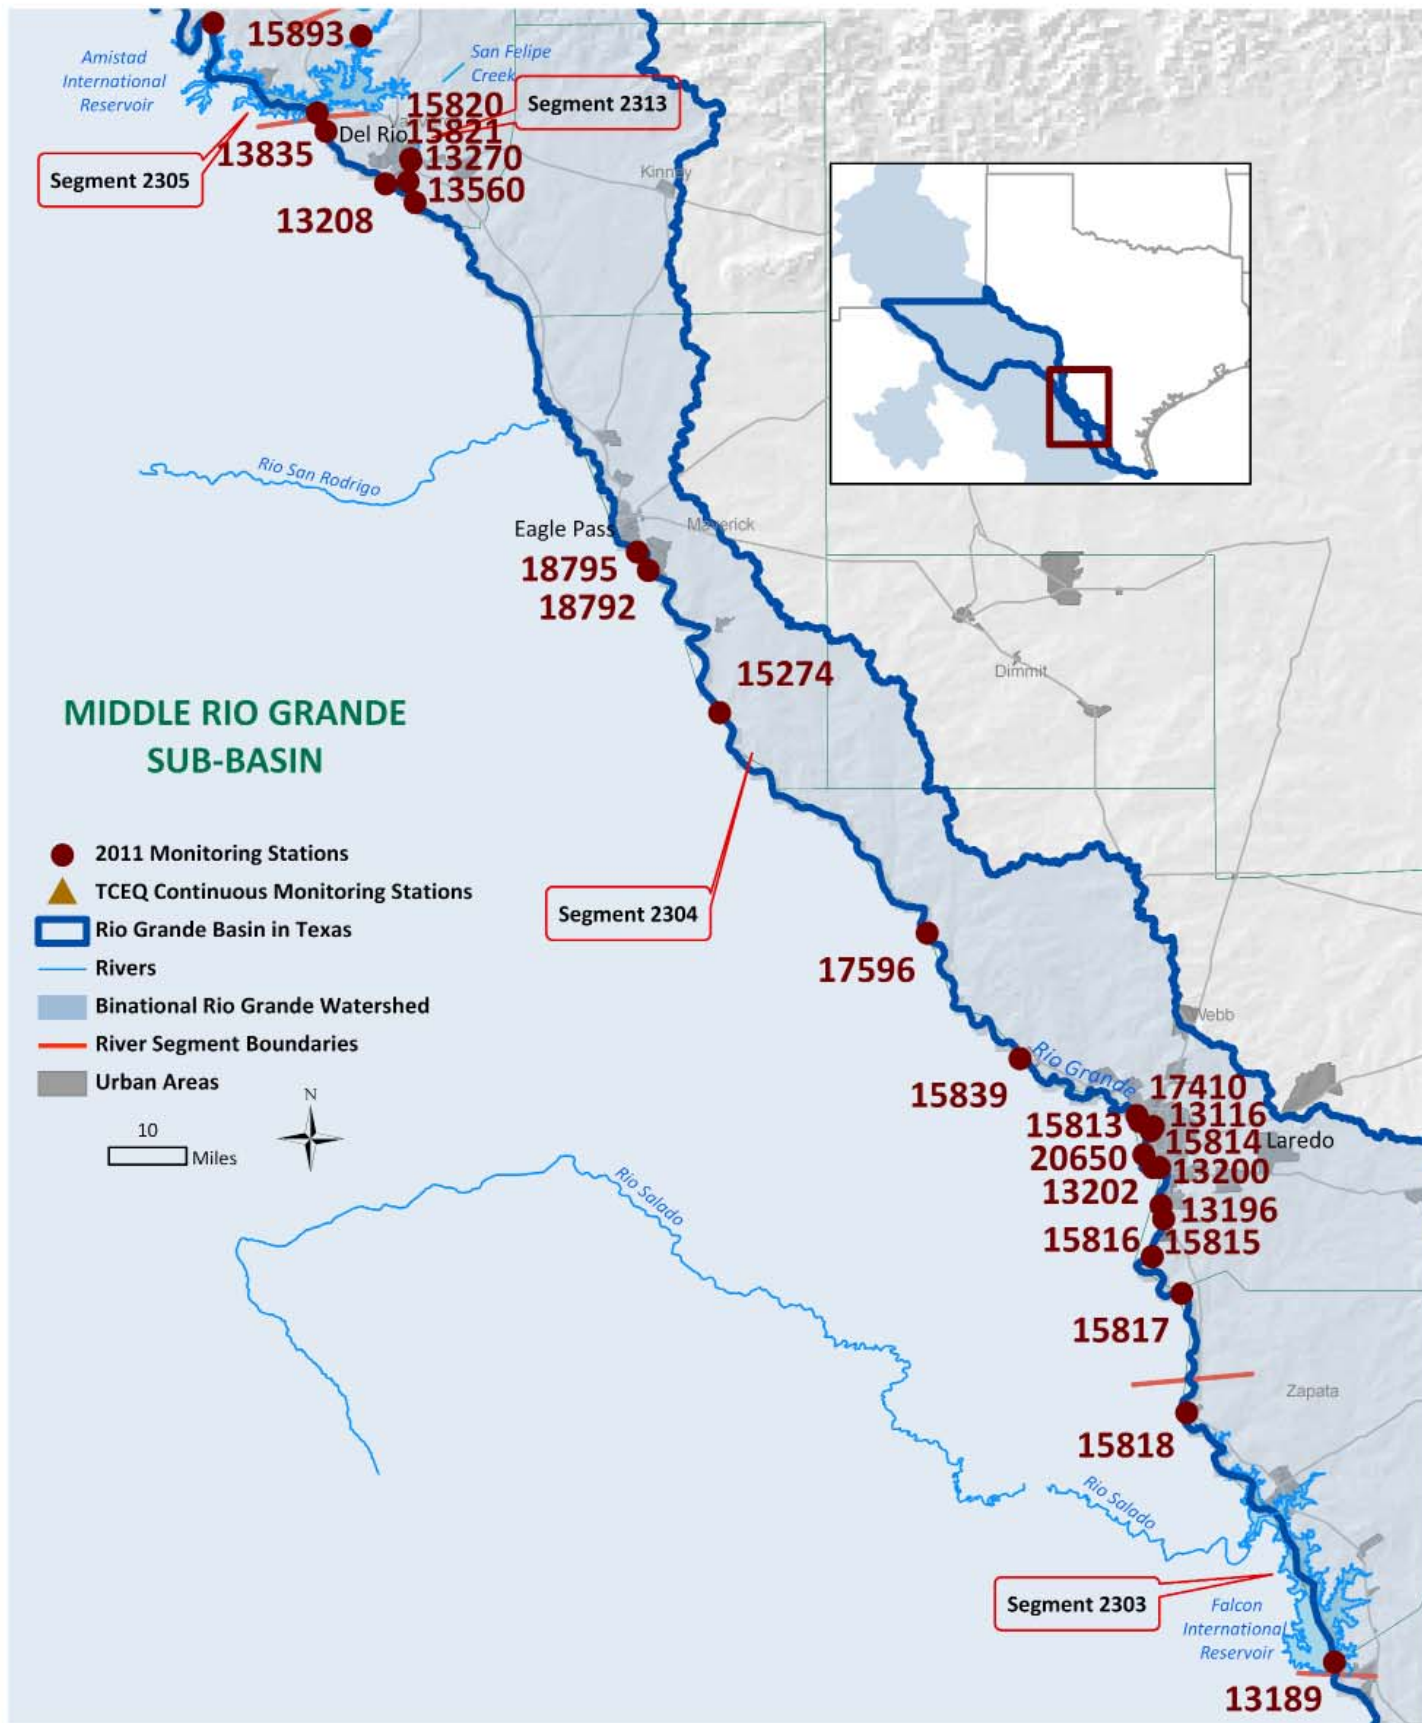 15893
Amistad
International
Reservoir
San Felipe
Creek
Segment 2313
15820
15821
Del Rio
13835
13270
Segment 2305
13560
13208
Kinney
Rio San Rodrigo
Eagle Pass
Maverick
18795
18792
15274
Dimmit
MIDDLE RIO GRANDE
SUB-BASIN
2011 Monitoring Stations
TCEQ Continuous Monitoring Stations
Rio Grande Basin in Texas
Rivers
Binational Rio Grande Watershed
River Segment Boundaries
Urban Areas
10
Miles
N
Segment 2304
17596
Webb
Rio Grande
15839
17410
13116
15813
15814
Laredo
20650
13200
13202
13196
15816
15815
15817
Rio Salado
Zapata
15818
Rio Salado
Segment 2303
Falcon
International
Reservoir
13189